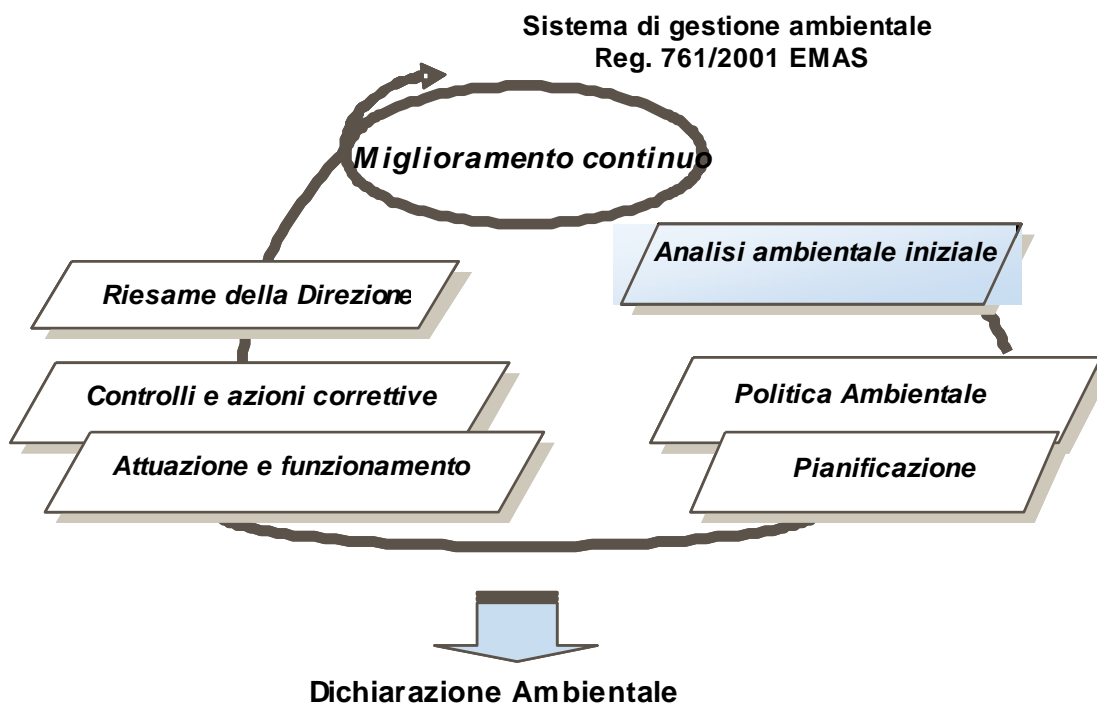 Sistema di gestione ambientale
Reg. 761/2001 EMAS
Miglioramento continuo
Analisi ambientale iniziale
Riesame della Direzione
Controlli e azioni correttive
Politica Ambientale
Attuazione e funzionamento
Pianificazione
Dichiarazione Ambientale